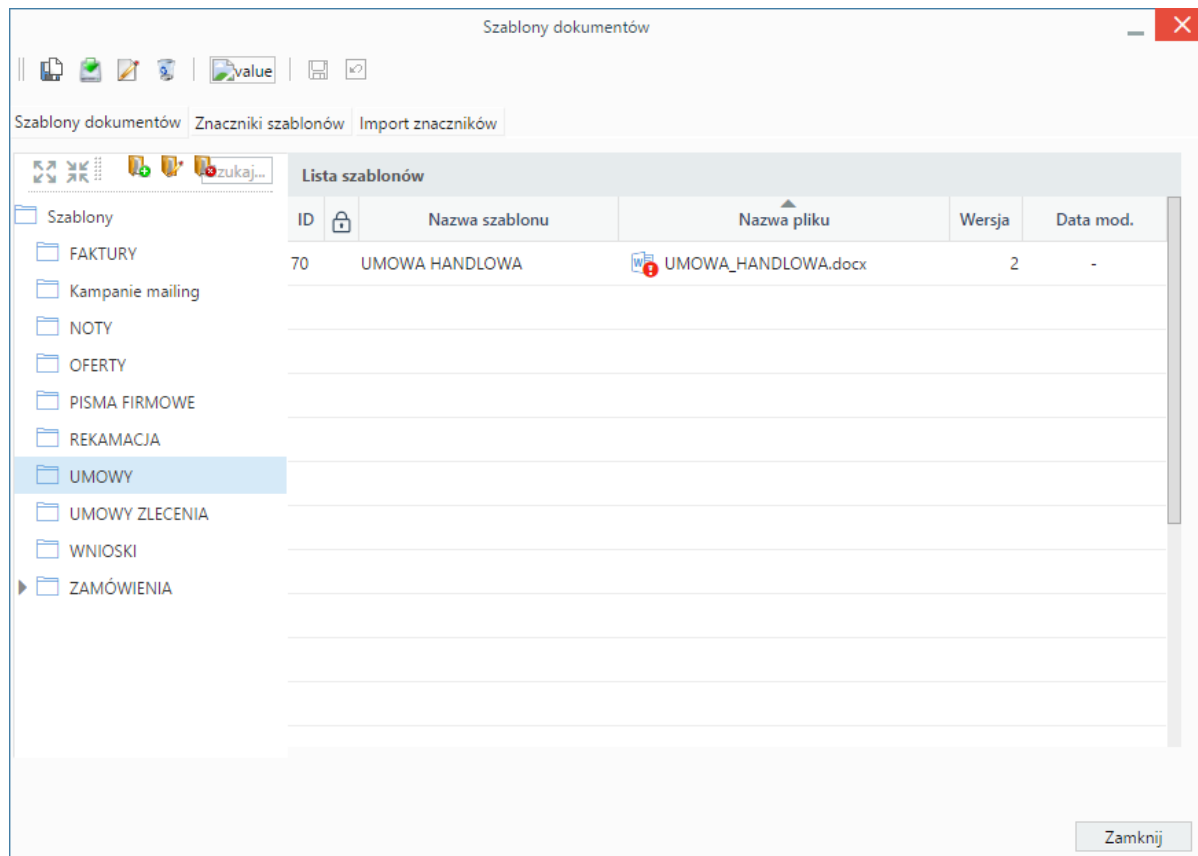 Szablony dokumentów
value
Szablony dokumentów Znaczniki szablonów Import znaczników
zukaj...
Lista szablonów
Szablony
ID Nazwa szablonu Nazwa pliku Wersja Data mod.
FAKTURY
70 UMOWA HANDLOWA UMOWA_HANDLOWA.docx 2 -
Kampanie mailing
NOTY
OFERTY
PISMA FIRMOWE
REKAMACJA
UMOWY
UMOWY ZLECENIA
WNIOSKI
ZAMÓWIENIA
Zamknij